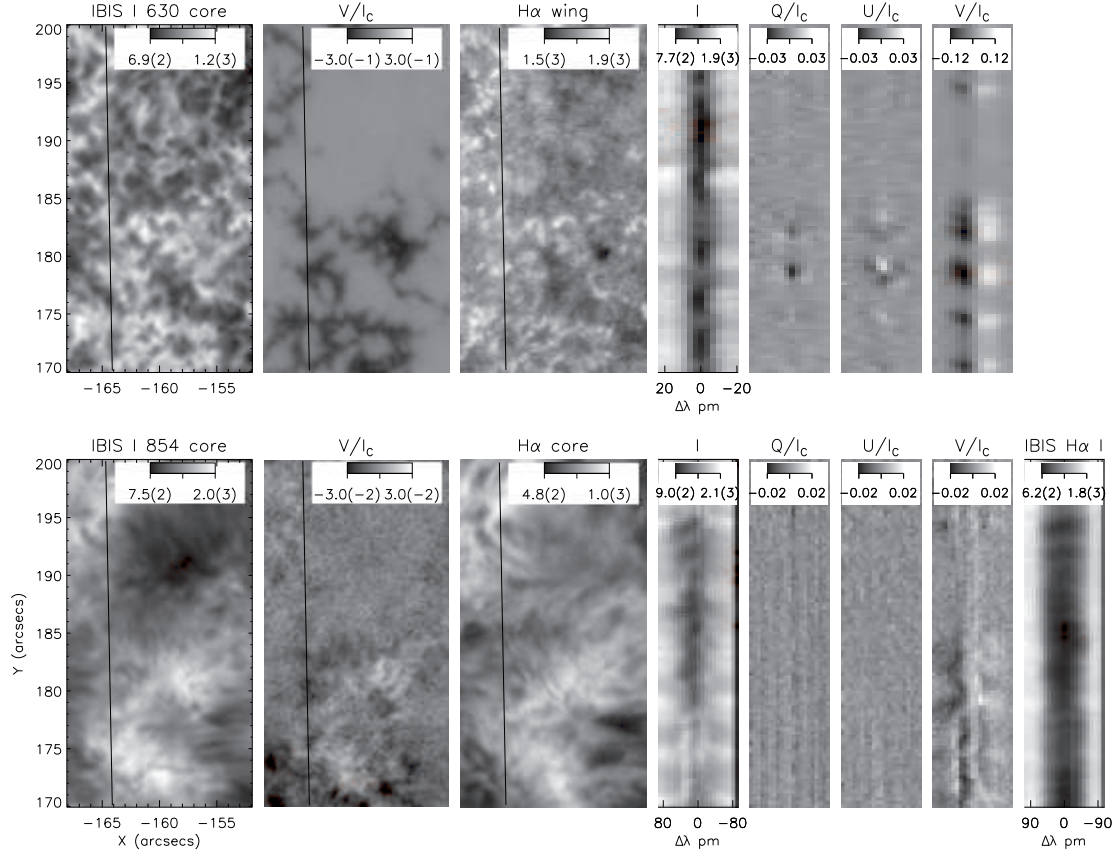 IBIS I 630 core V/Ic Hα wing I Q/Ic U/Ic V/Ic
6.9(2) 1.2(3) −3.0(−1) 3.0(−1) 1.5(3) 1.9(3) 7.7(2) 1.9(3) −0.03 0.03 −0.03 0.03 −0.12 0.12
200
195
190
185
180
175
170
−165 −160 −155 20 0 −20
Δλ pm
IBIS I 854 core V/Ic Hα core I Q/Ic U/Ic V/Ic IBIS Hα I
7.5(2) 2.0(3) −3.0(−2) 3.0(−2) 4.8(2) 1.0(3) 9.0(2) 2.1(3) −0.02 0.02 −0.02 0.02 −0.02 0.02 6.2(2) 1.8(3)
200
195
190
185
180
175
170
Y (arcsecs)
−165 −160 −155 80 0 −80 90 0 −90
X (arcsecs) Δλ pm Δλ pm